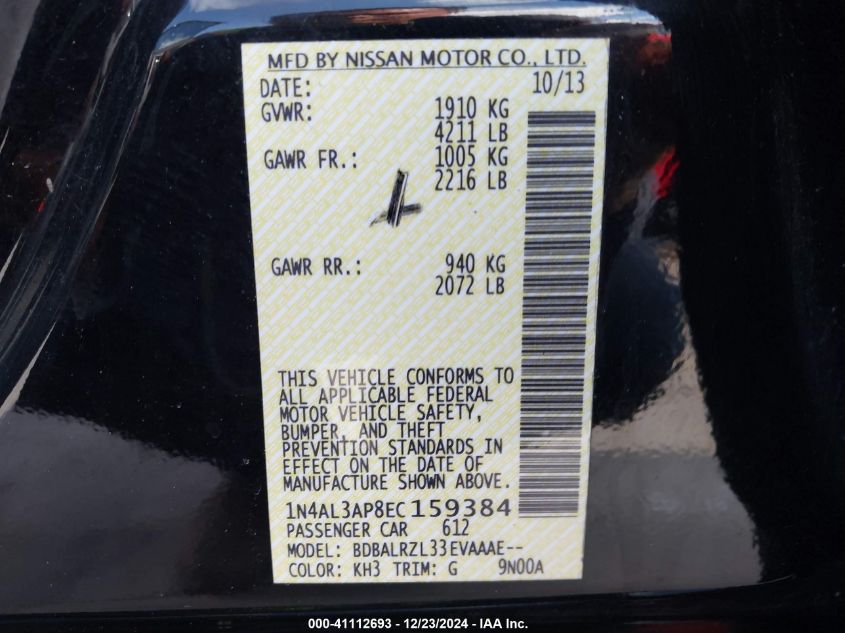 MFD BY NISSAN MOTOR CO., LTD.
DATE: 10/13
GVWR: 1910 KG
4211 LB
GAWR FR.: 1005 KG
2216 LB
GAWR RR.: 940 KG
2072 LB
THIS VEHICLE CONFORMS TO
ALL APPLICABLE FEDERAL
MOTOR VEHICLE SAFETY,
BUMPER, AND THEFT
PREVENTION STANDARDS IN
EFFECT ON THE DATE OF
MANUFACTURE SHOWN ABOVE.
1N4AL3AP8EC159384
PASSENGER CAR 612
MODEL: BDBALRZL33EVAAAE--
COLOR: KH3 TRIM: G 9N00A
000-41112693 - 12/23/2024 - IAA Inc.